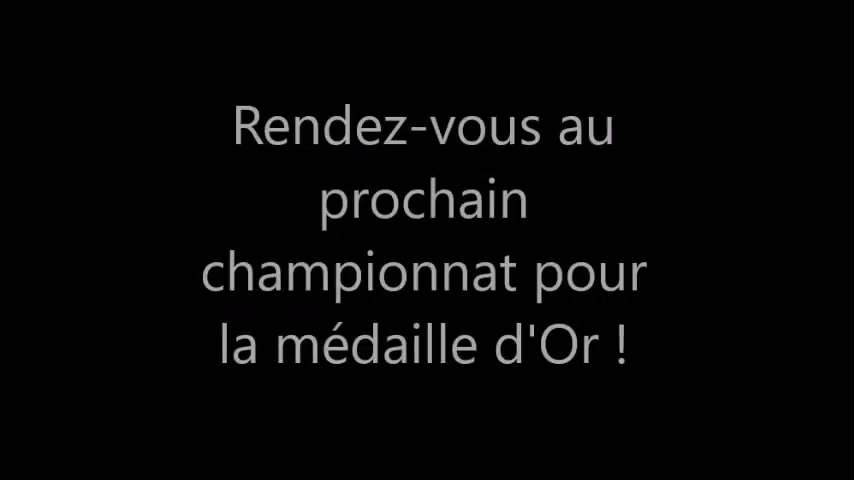 Rendez-vous au
prochain
championnat pour
la médaille d'Or !